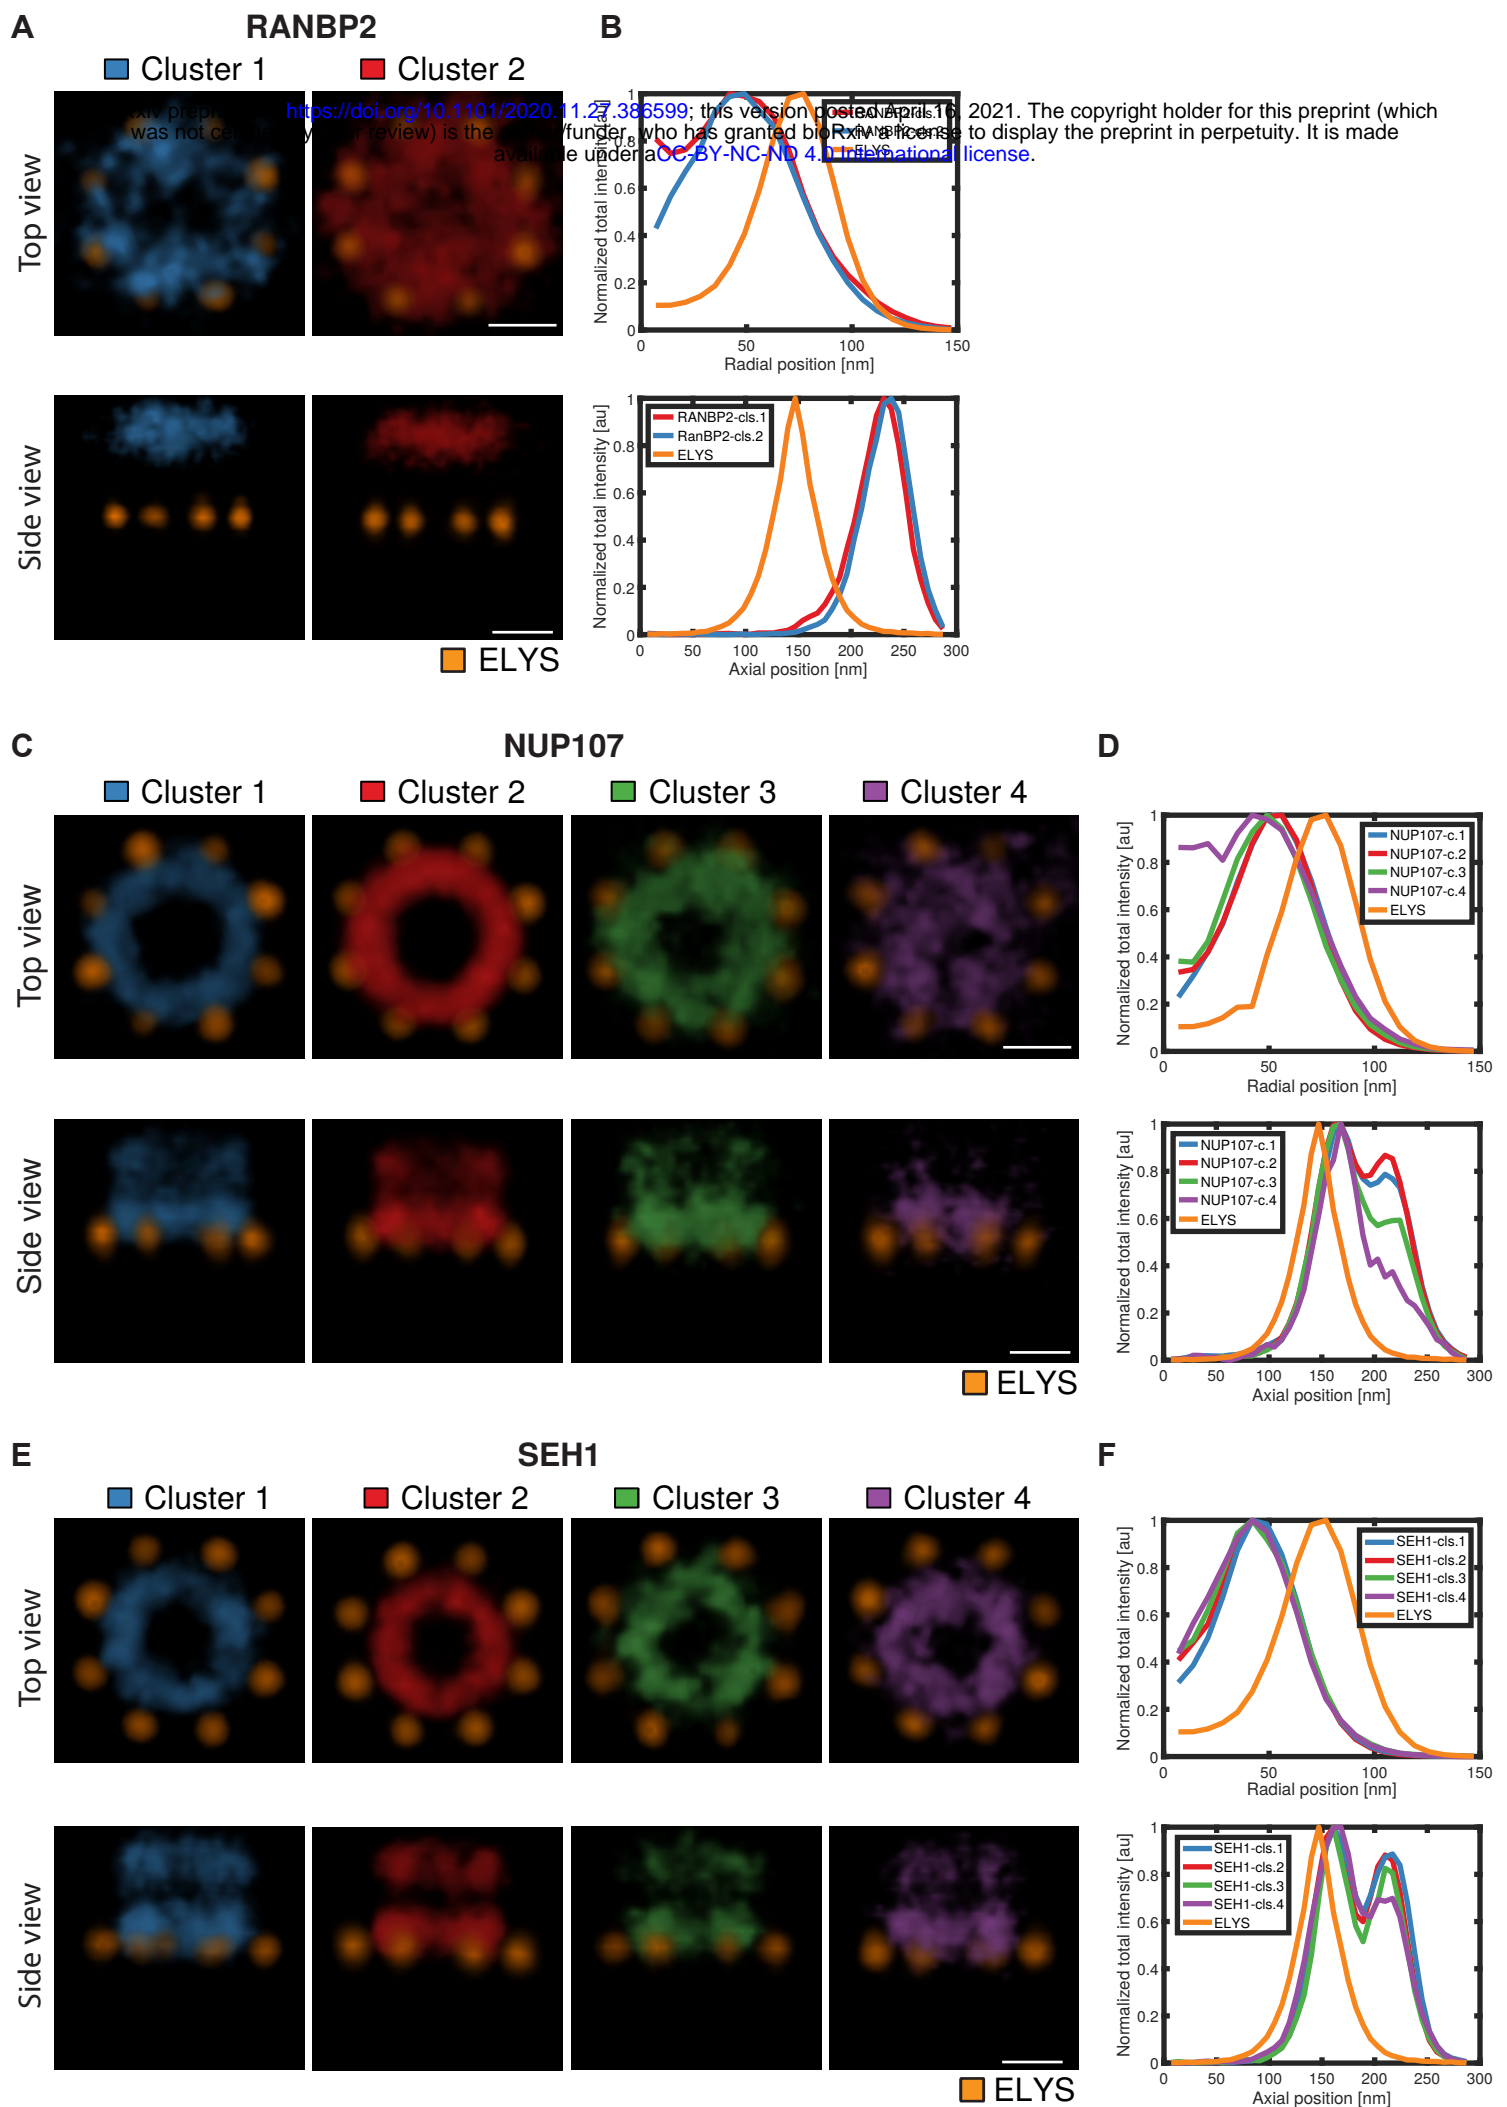 A
RANBP2
B
Cluster 1
Cluster 2
https://doi.org/10.1101/2020.11.27.386599; this version posted April 16, 2021. The copyright holder for this preprint (which
review) is the /funder, who has granted bioRxiv a license to display the preprint in perpetuity. It is made
available under aCC-BY-NC-ND 4.0 International license.
Top view
Normalized total intensity [au]
1
0.6
0.4
0.2
0
0
50
100
150
Radial position [nm]
ELYS
Side view
Normalized total intensity [au]
RANBP2-cls.1
RanBP2-cls.2
ELYS
1
0.8
0.6
0.4
0.2
0
0
50
100
150
200
250
300
Axial position [nm]
ELYS
C
NUP107
D
Cluster 1
Cluster 2
Cluster 3
Cluster 4
Top view
Normalized total intensity [au]
NUP107-c.1
NUP107-c.2
NUP107-c.3
NUP107-c.4
ELYS
1
0.8
0.6
0.4
0.2
0
0
50
100
150
Radial position [nm]
Side view
Normalized total intensity [au]
NUP107-c.1
NUP107-c.2
NUP107-c.3
NUP107-c.4
ELYS
1
0.8
0.6
0.4
0.2
0
0
50
100
150
200
250
300
Axial position [nm]
ELYS
E
SEH1
F
Cluster 1
Cluster 2
Cluster 3
Cluster 4
Top view
Normalized total intensity [au]
SEH1-cls.1
SEH1-cls.2
SEH1-cls.3
SEH1-cls.4
ELYS
1
0.8
0.6
0.4
0.2
0
0
50
100
150
Radial position [nm]
Side view
Normalized total intensity [au]
SEH1-cls.1
SEH1-cls.2
SEH1-cls.3
SEH1-cls.4
ELYS
1
0.8
0.6
0.4
0.2
0
0
50
100
150
200
250
300
Axial position [nm]
ELYS